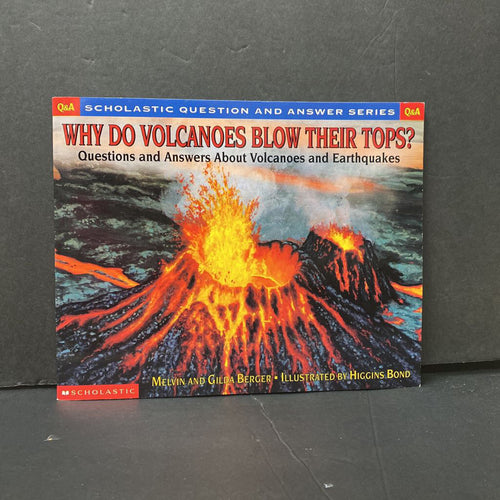 Q&A SCHOLASTIC QUESTION AND ANSWER SERIES Q&A
WHY DO VOLCANOES BLOW THEIR TOPS?
Questions and Answers About Volcanoes and Earthquakes
MELVIN AND GILDA BERGER • ILLUSTRATED BY HIGGINS BOND
SCHOLASTIC